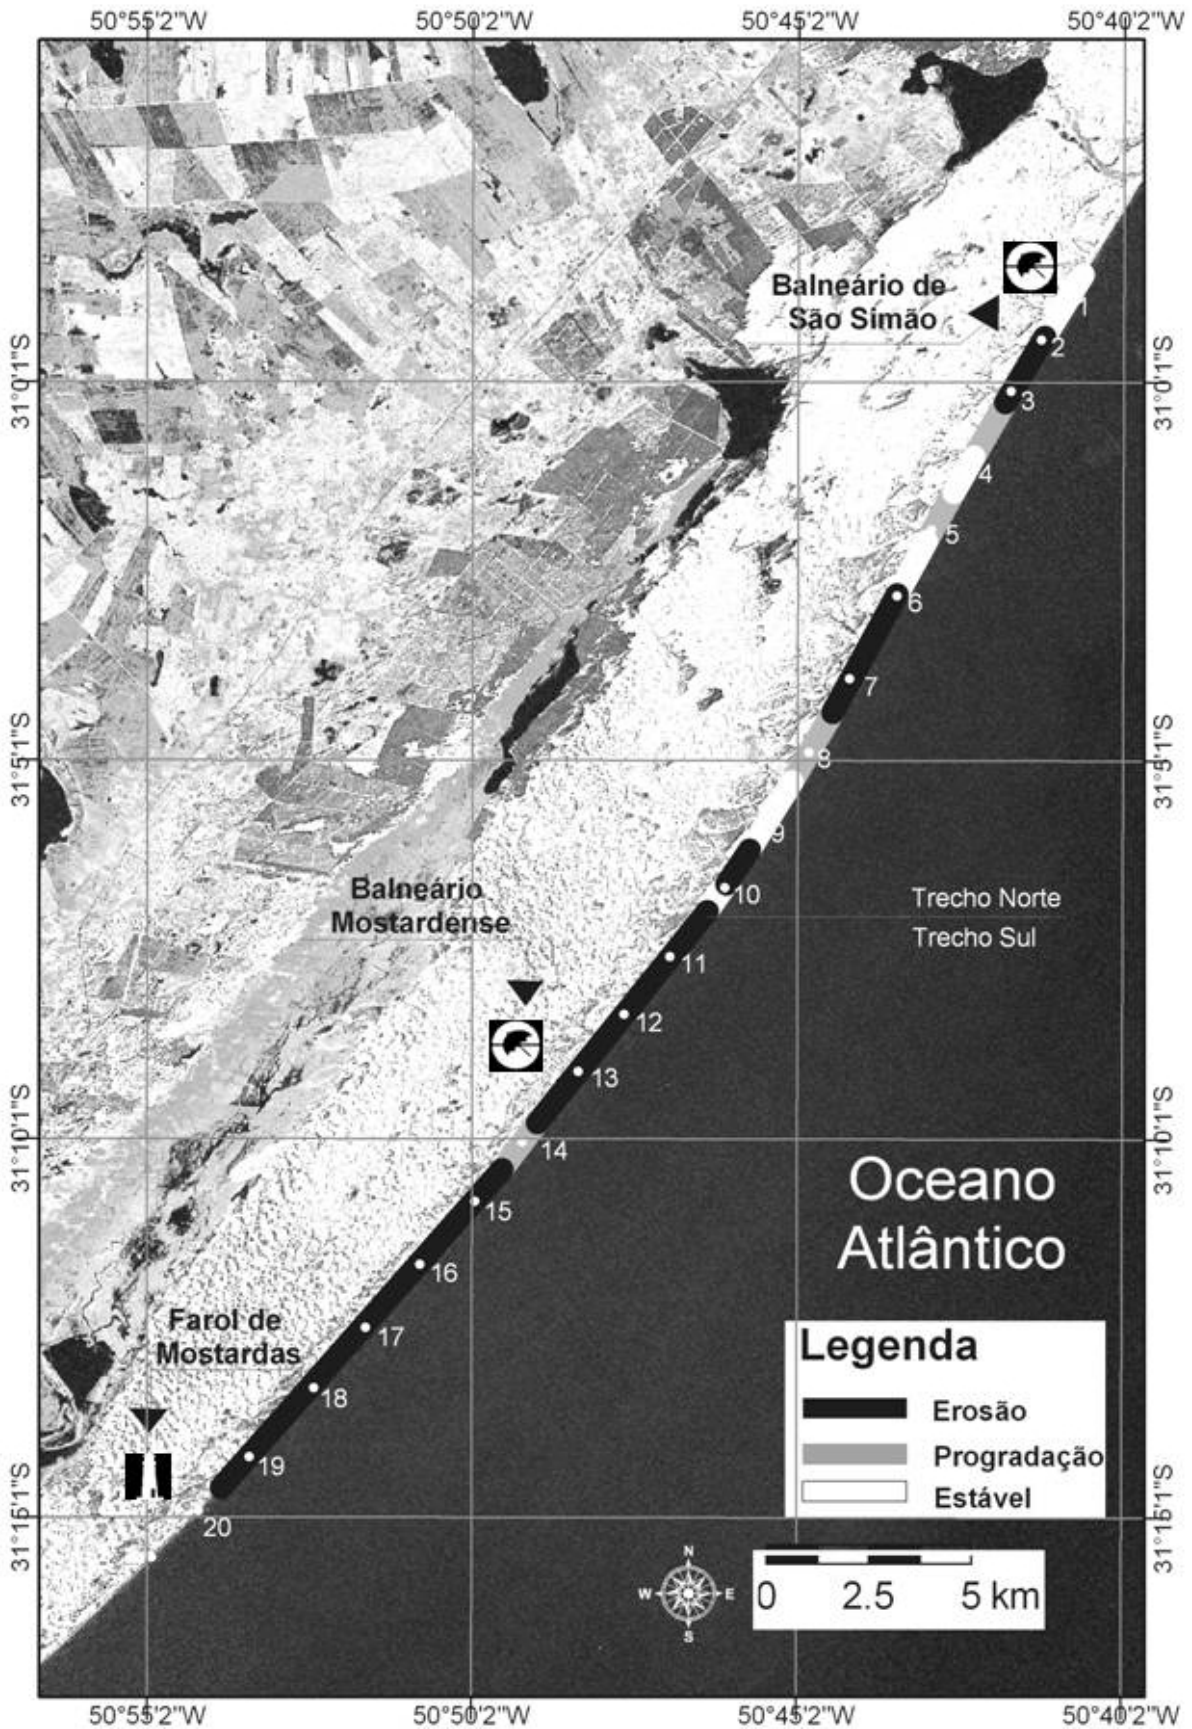 50°55'2"W
50°50'2"W
50°45'2"W
50°40'2"W
Balneário de
São Símão
1
2
31°0'1"S
31°0'1"S
3
4
5
6
7
31°5'1"S
8
31°5'1"S
9
Balneário
Mostardense
10
Trecho Norte
Trecho Sul
11
12
13
31°10'1"S
14
31°10'1"S
Oceano
Atlântico
15
16
Farol de
Mostardas
17
18
19
20
Legenda
Erosão
Progradação
Estável
31°15'1"S
31°15'1"S
N
W
E
S
0
2.5
5 km
50°55'2"W
50°50'2"W
50°45'2"W
50°40'2"W